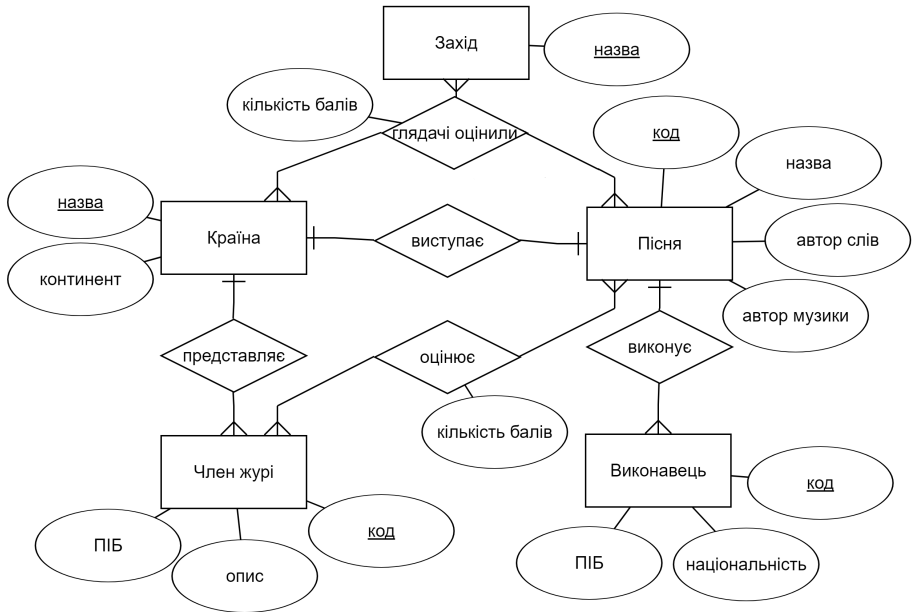 Захід
назва
кількість балів
глядачі оцінили
код
назва
назва
Країна
виступає
Пісня
автор слів
континент
автор музики
представляє
оцінює
виконує
кількість балів
Член журі
Виконавець
код
код
ПІБ
опис
ПІБ
національність